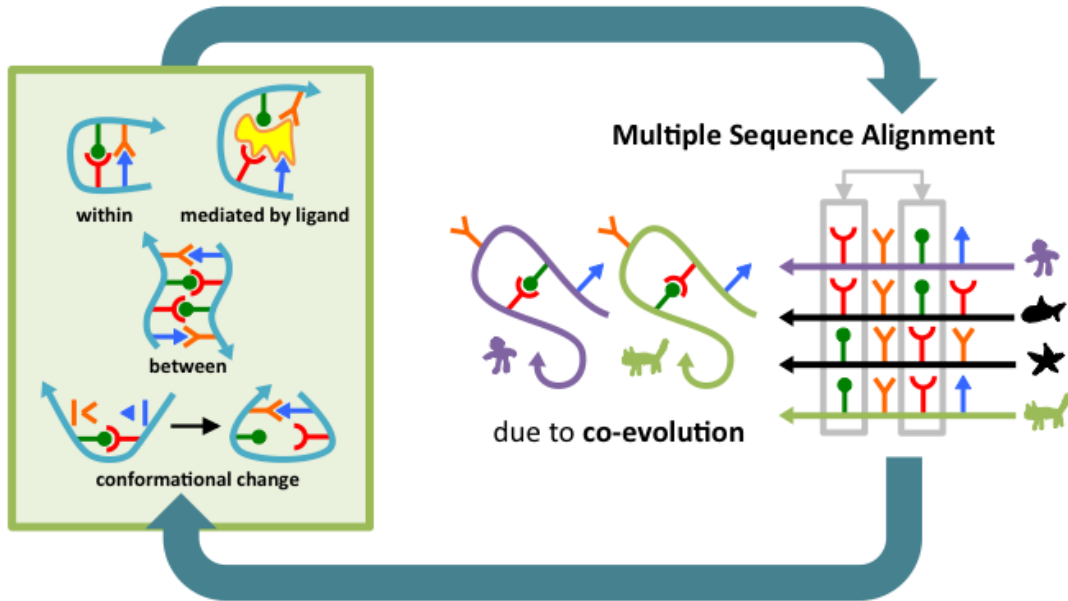 Multiple Sequence Alignment
within
mediated by ligand
between
conformational change
due to co-evolution